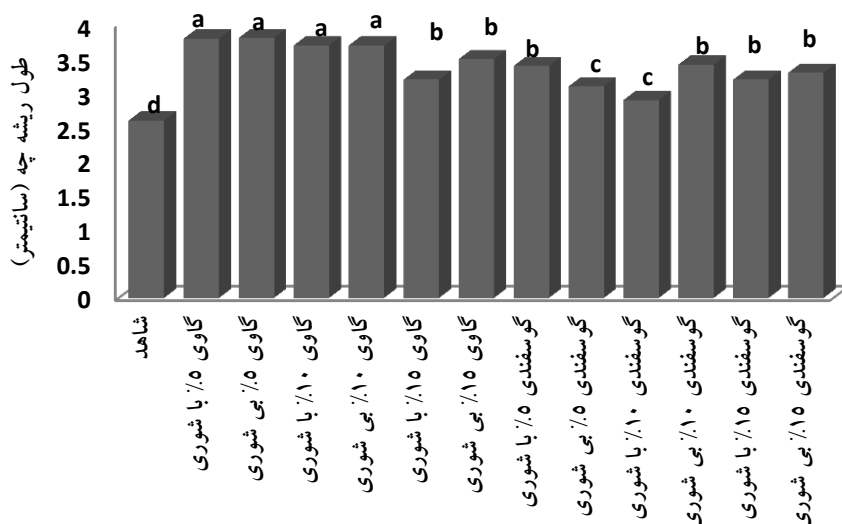 طول ریشه چه (سانتیمتر)
4
3.5
3
2.5
2
1.5
1
0.5
0
d
a
a
a
a
b
b
b
c
c
b
b
b
شاهد
گاوی ۵٪ با شوری
گاوی ۵٪ بی شوری
گاوی ۱۰٪ با شوری
گاوی ۱۰٪ بی شوری
گاوی ۱۵٪ با شوری
گاوی ۱۵٪ بی شوری
گوسفندی ۵٪ با شوری
گوسفندی ۵٪ بی شوری
گوسفندی ۱۰٪ با شوری
گوسفندی ۱۰٪ بی شوری
گوسفندی ۱۵٪ با شوری
گوسفندی ۱۵٪ بی شوری